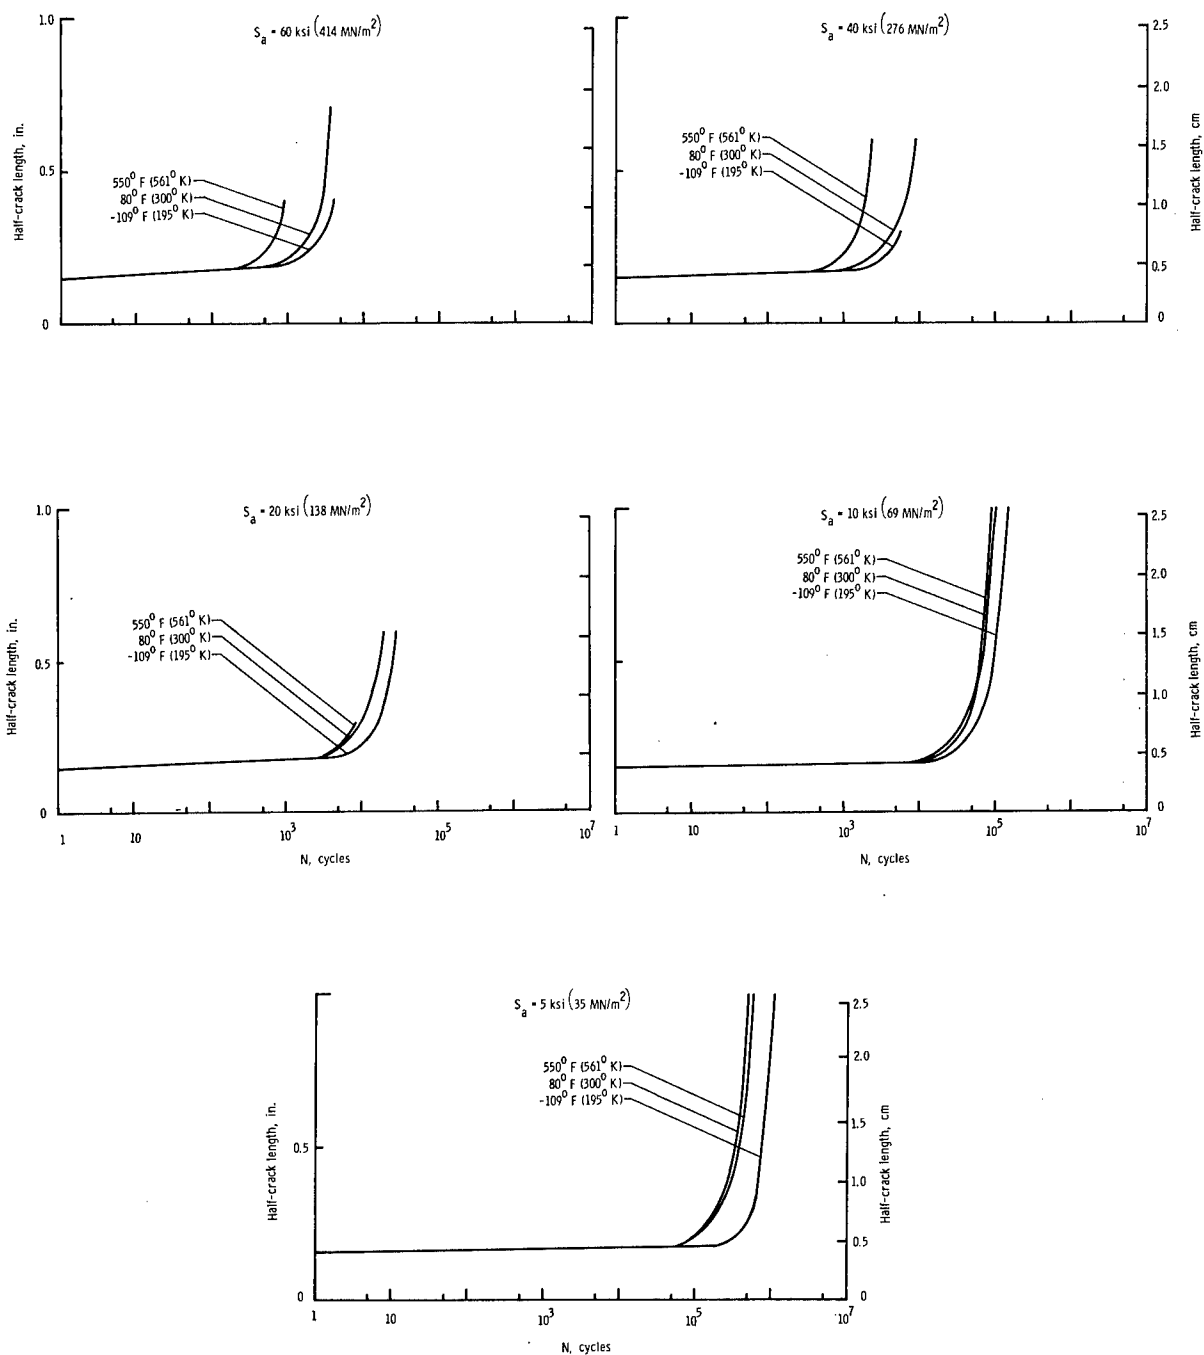 S_a = 60 ksi (414 MN/m²)
1.0
Half-crack length, in.
0.5
0
550° F (561° K)
80° F (300° K)
-109° F (195° K)
S_a = 40 ksi (276 MN/m²)
550° F (561° K)
80° F (300° K)
-109° F (195° K)
2.5
2.0
1.5
1.0
0.5
0
Half-crack length, cm
S_a = 20 ksi (138 MN/m²)
1.0
Half-crack length, in.
0.5
0
550° F (561° K)
80° F (300° K)
-109° F (195° K)
1 10 10³ 10⁵ 10⁷
N, cycles
S_a = 10 ksi (69 MN/m²)
550° F (561° K)
80° F (300° K)
-109° F (195° K)
2.5
2.0
1.5
1.0
0.5
0
Half-crack length, cm
1 10 10³ 10⁵ 10⁷
N, cycles
S_a = 5 ksi (35 MN/m²)
Half-crack length, in.
0.5
0
550° F (561° K)
80° F (300° K)
-109° F (195° K)
2.5
2.0
1.5
1.0
0.5
0
Half-crack length, cm
1 10 10³ 10⁵ 10⁷
N, cycles